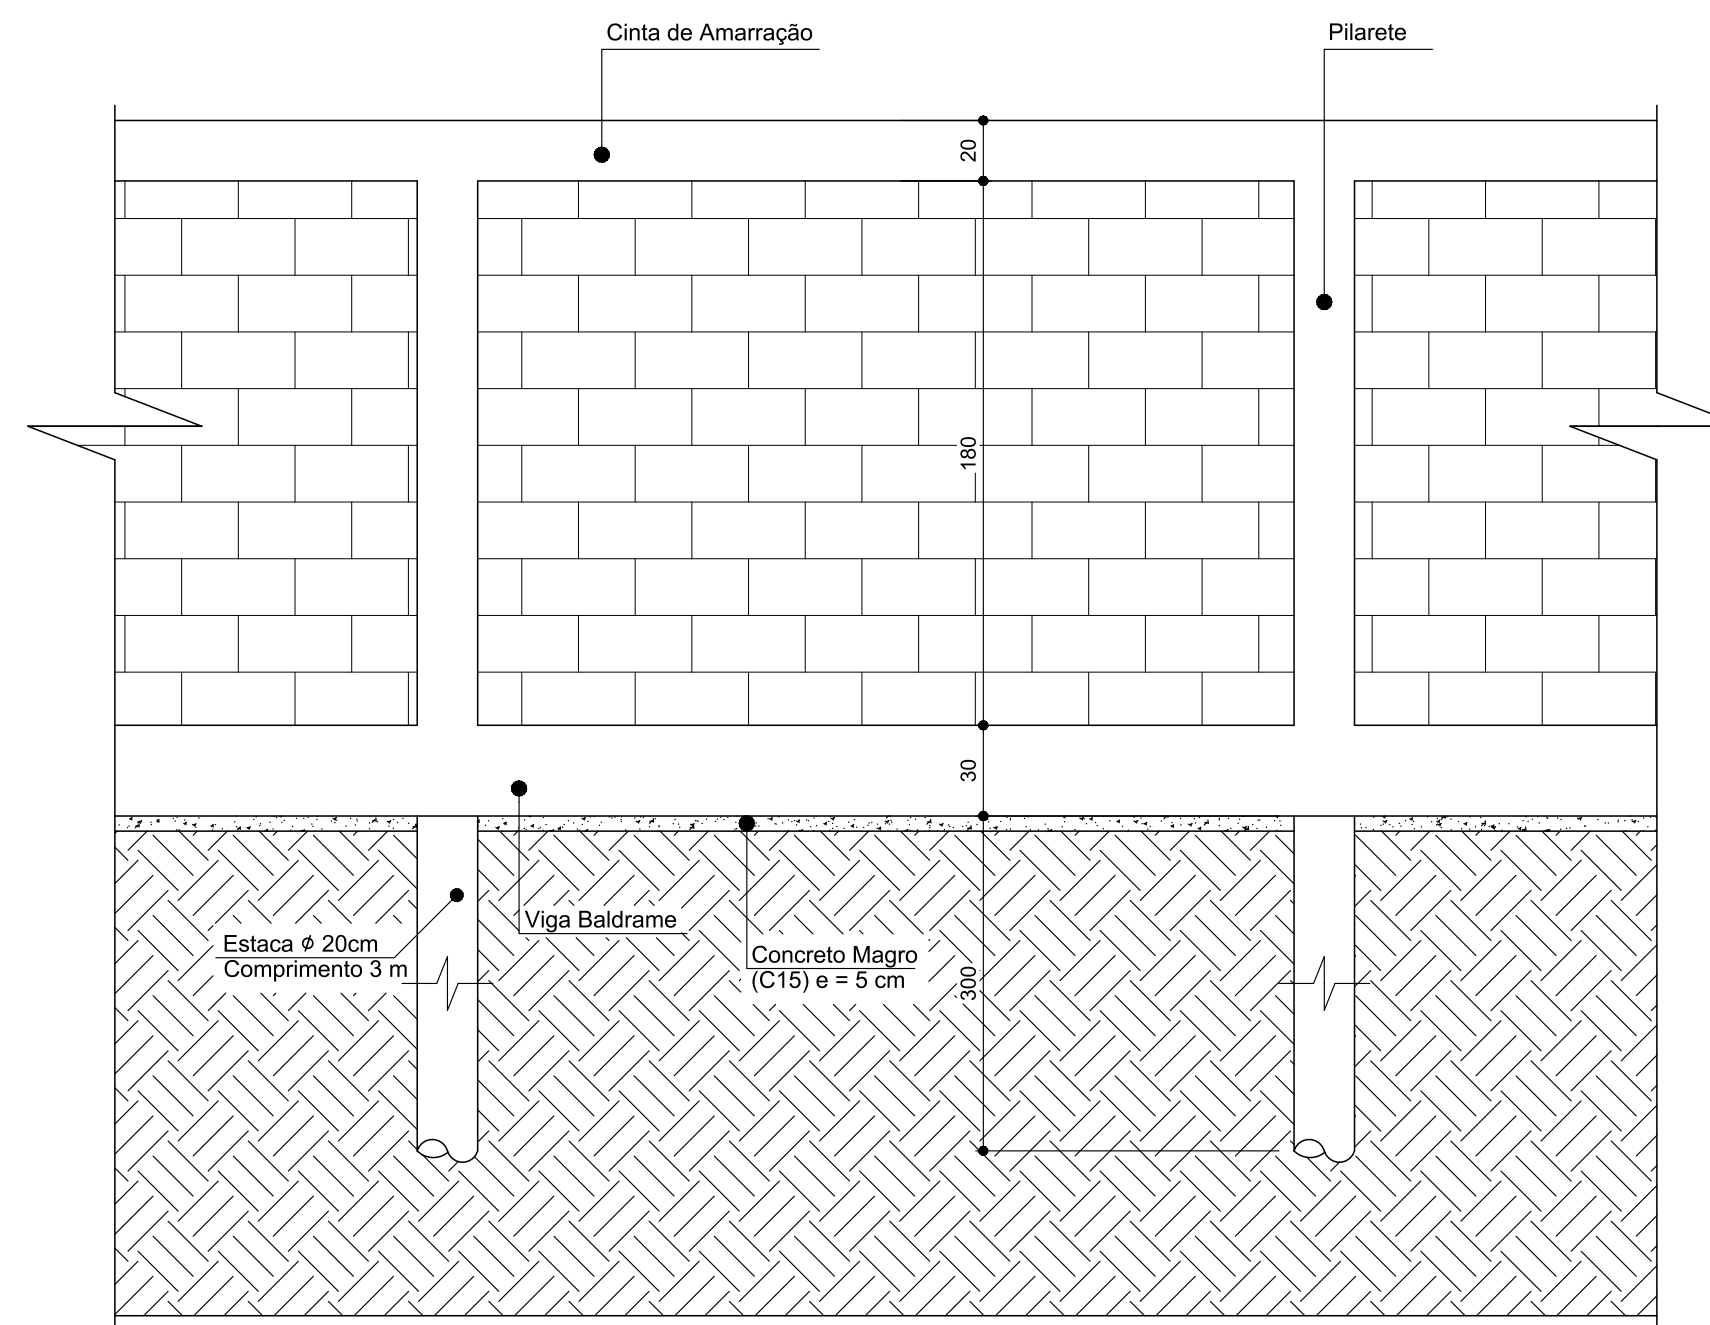 Cinta de Amarração
Pilarete
20
180
30
Viga Baldrame
Estaca ϕ 20cm
Comprimento 3 m
Concreto Magro
(C15) e = 5 cm
300